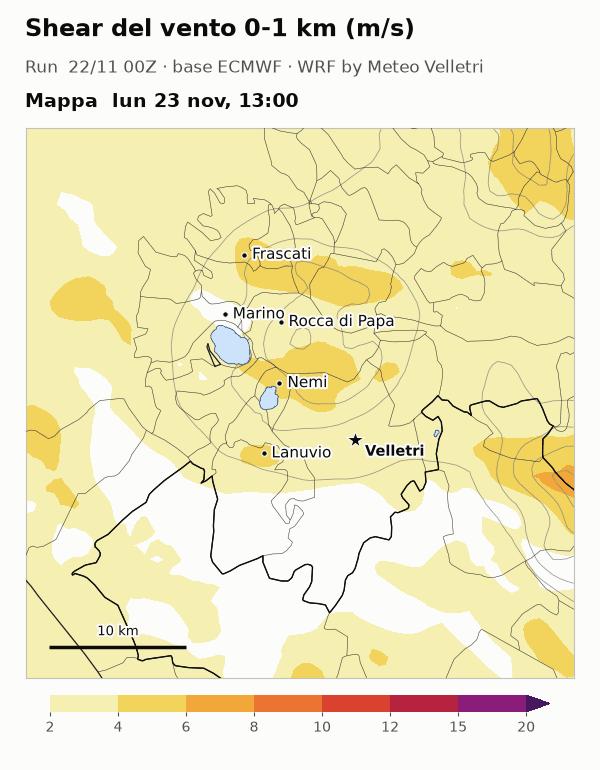 Shear del vento 0-1 km (m/s)
Run  22/11 00Z · base ECMWF · WRF by Meteo Velletri
Mappa  lun 23 nov, 13:00
Frascati
Marino
Rocca di Papa
Nemi
Velletri
Lanuvio
10 km
2 4 6 8 10 12 15 20